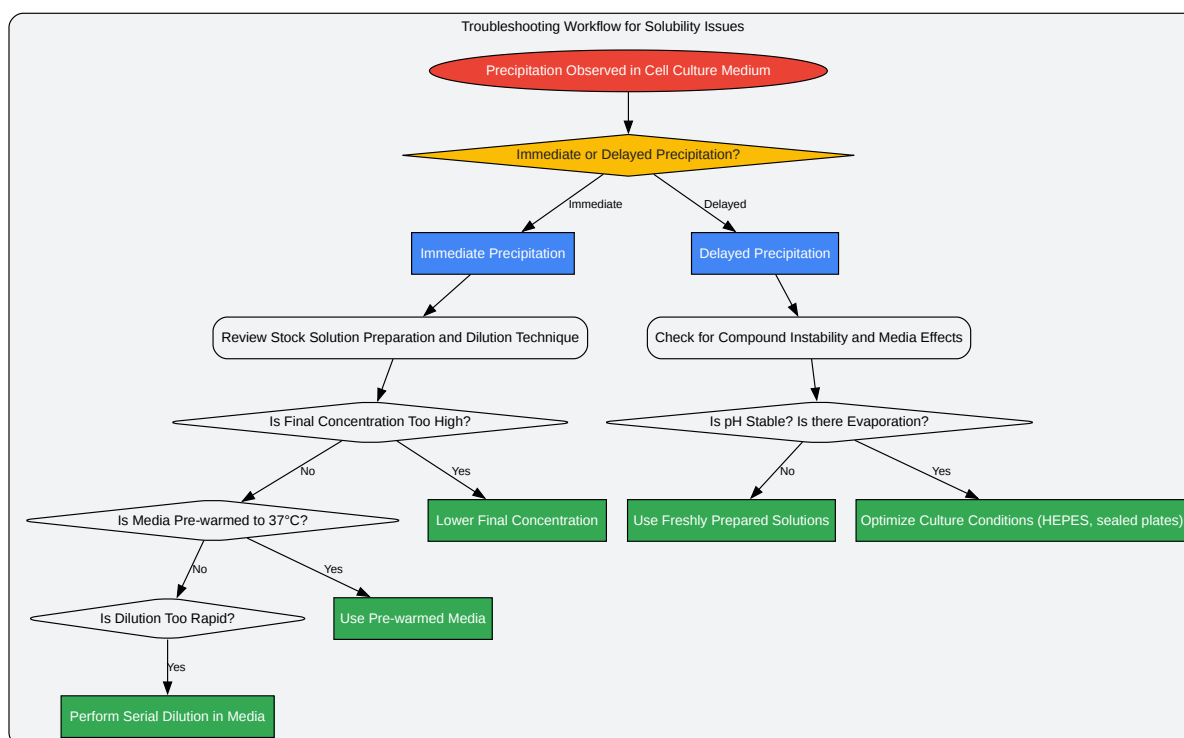 Troubleshooting Workflow for Solubility Issues
Precipitation Observed in Cell Culture Medium
Immediate or Delayed Precipitation?
Immediate
Delayed
Immediate Precipitation
Delayed Precipitation
Review Stock Solution Preparation and Dilution Technique
Check for Compound Instability and Media Effects
Is Final Concentration Too High?
Is pH Stable? Is there Evaporation?
No
Yes
No
Yes
Is Media Pre-warmed to 37°C?
Lower Final Concentration
Use Freshly Prepared Solutions
Optimize Culture Conditions (HEPES, sealed plates)
No
Yes
Is Dilution Too Rapid?
Use Pre-warmed Media
Yes
Perform Serial Dilution in Media